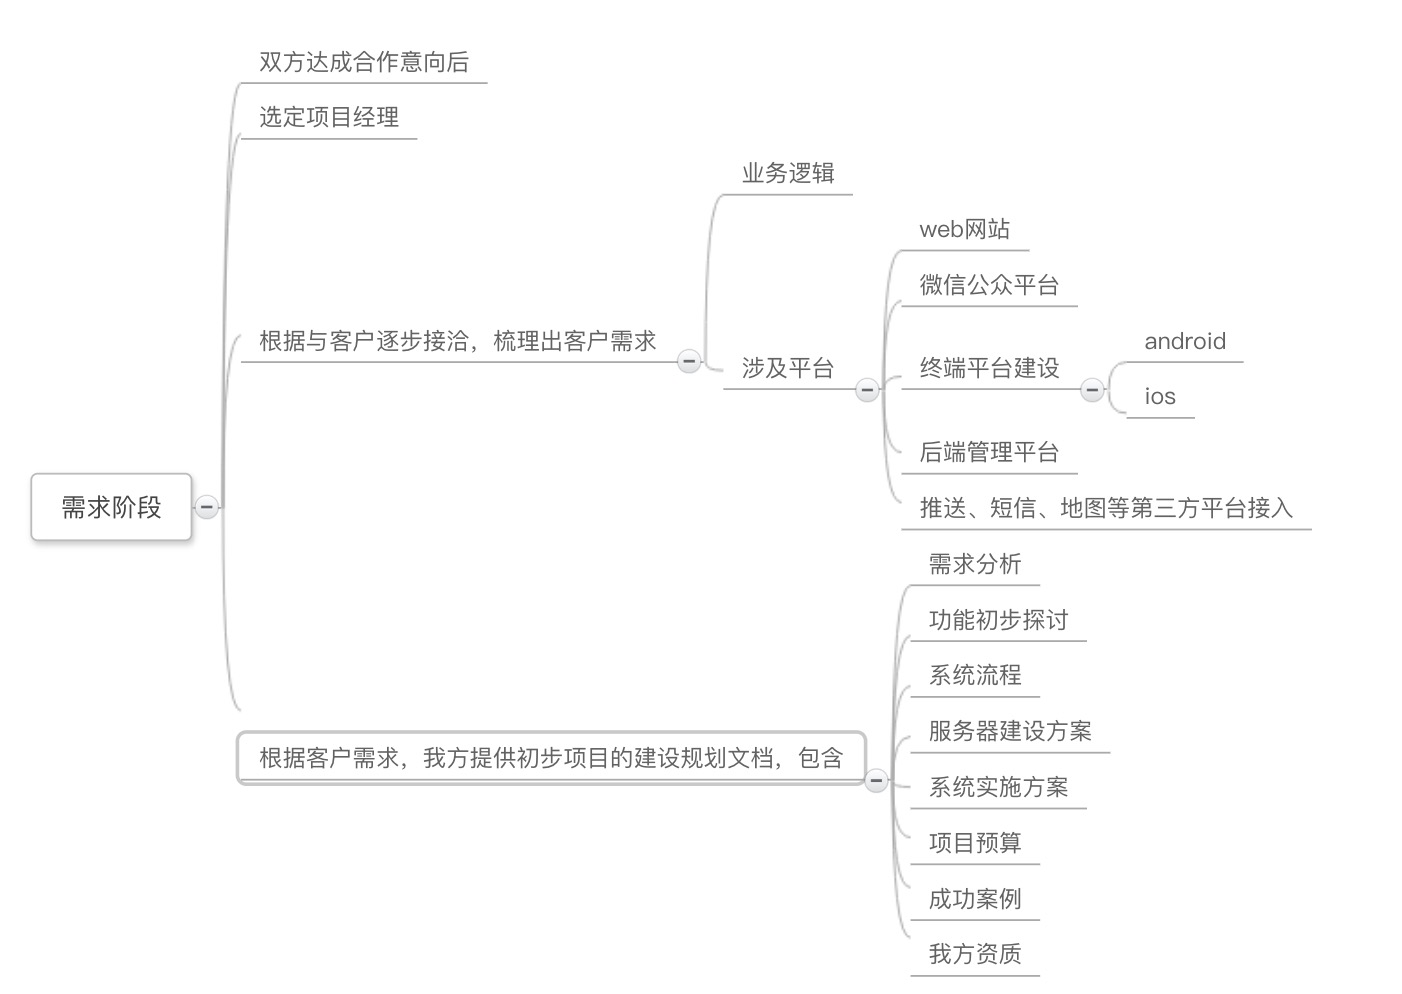 双方达成合作意向后
选定项目经理
业务逻辑
web网站
微信公众平台
android
根据与客户逐步接洽，梳理出客户需求
涉及平台
终端平台建设
ios
后端管理平台
需求阶段
推送、短信、地图等第三方平台接入
需求分析
功能初步探讨
系统流程
服务器建设方案
根据客户需求，我方提供初步项目的建设规划文档，包含
系统实施方案
项目预算
成功案例
我方资质